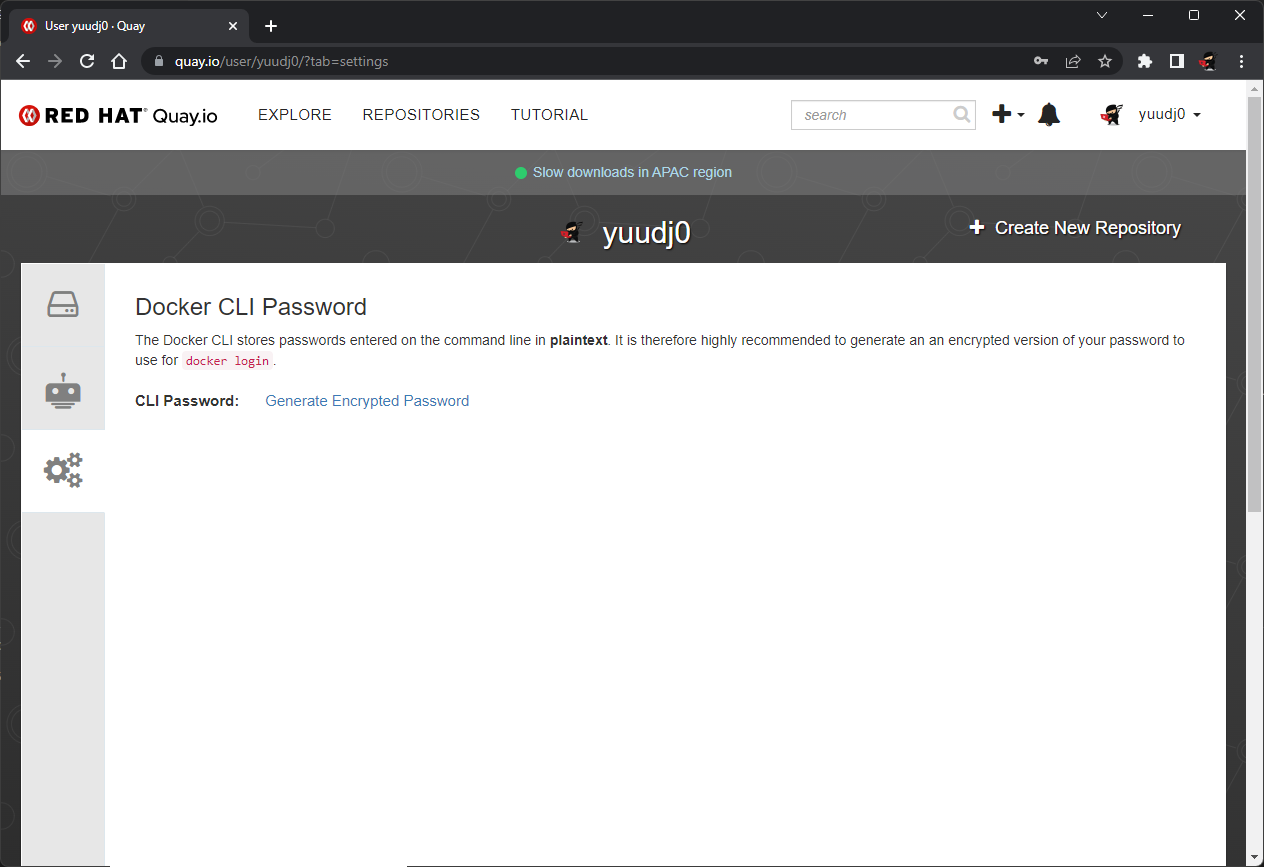 User yuudj0 · Quay
quay.io/user/yuudj0/?tab=settings
RED HAT® Quay.io EXPLORE REPOSITORIES TUTORIAL search yuudj0
Slow downloads in APAC region
yuudj0
Create New Repository
Docker CLI Password
The Docker CLI stores passwords entered on the command line in plaintext. It is therefore highly recommended to generate an an encrypted version of your password to
use for docker login.
CLI Password: Generate Encrypted Password